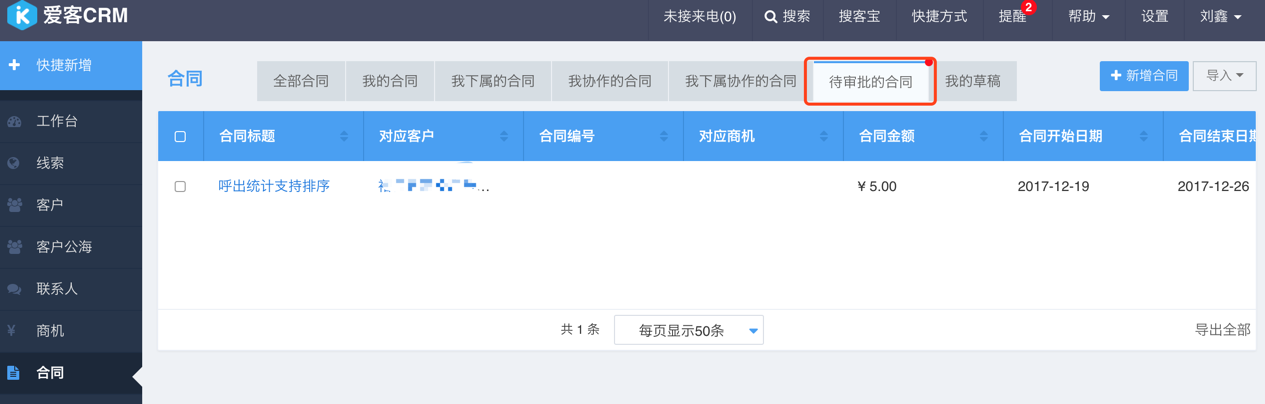 爱客CRM
未接来电(0) 搜索 搜客宝 快捷方式 提醒 2 帮助 设置 刘鑫
快捷新增
合同 全部合同 我的合同 我下属的合同 我协作的合同 我下属协作的合同 待审批的合同 我的草稿 新增合同 导入
工作台
线索
客户
客户公海
联系人
商机
合同
合同标题 对应客户 合同编号 对应商机 合同金额 合同开始日期 合同结束日期
呼出统计支持排序 ... ¥ 5.00 2017-12-19 2017-12-26
共 1 条 每页显示50条 导出全部